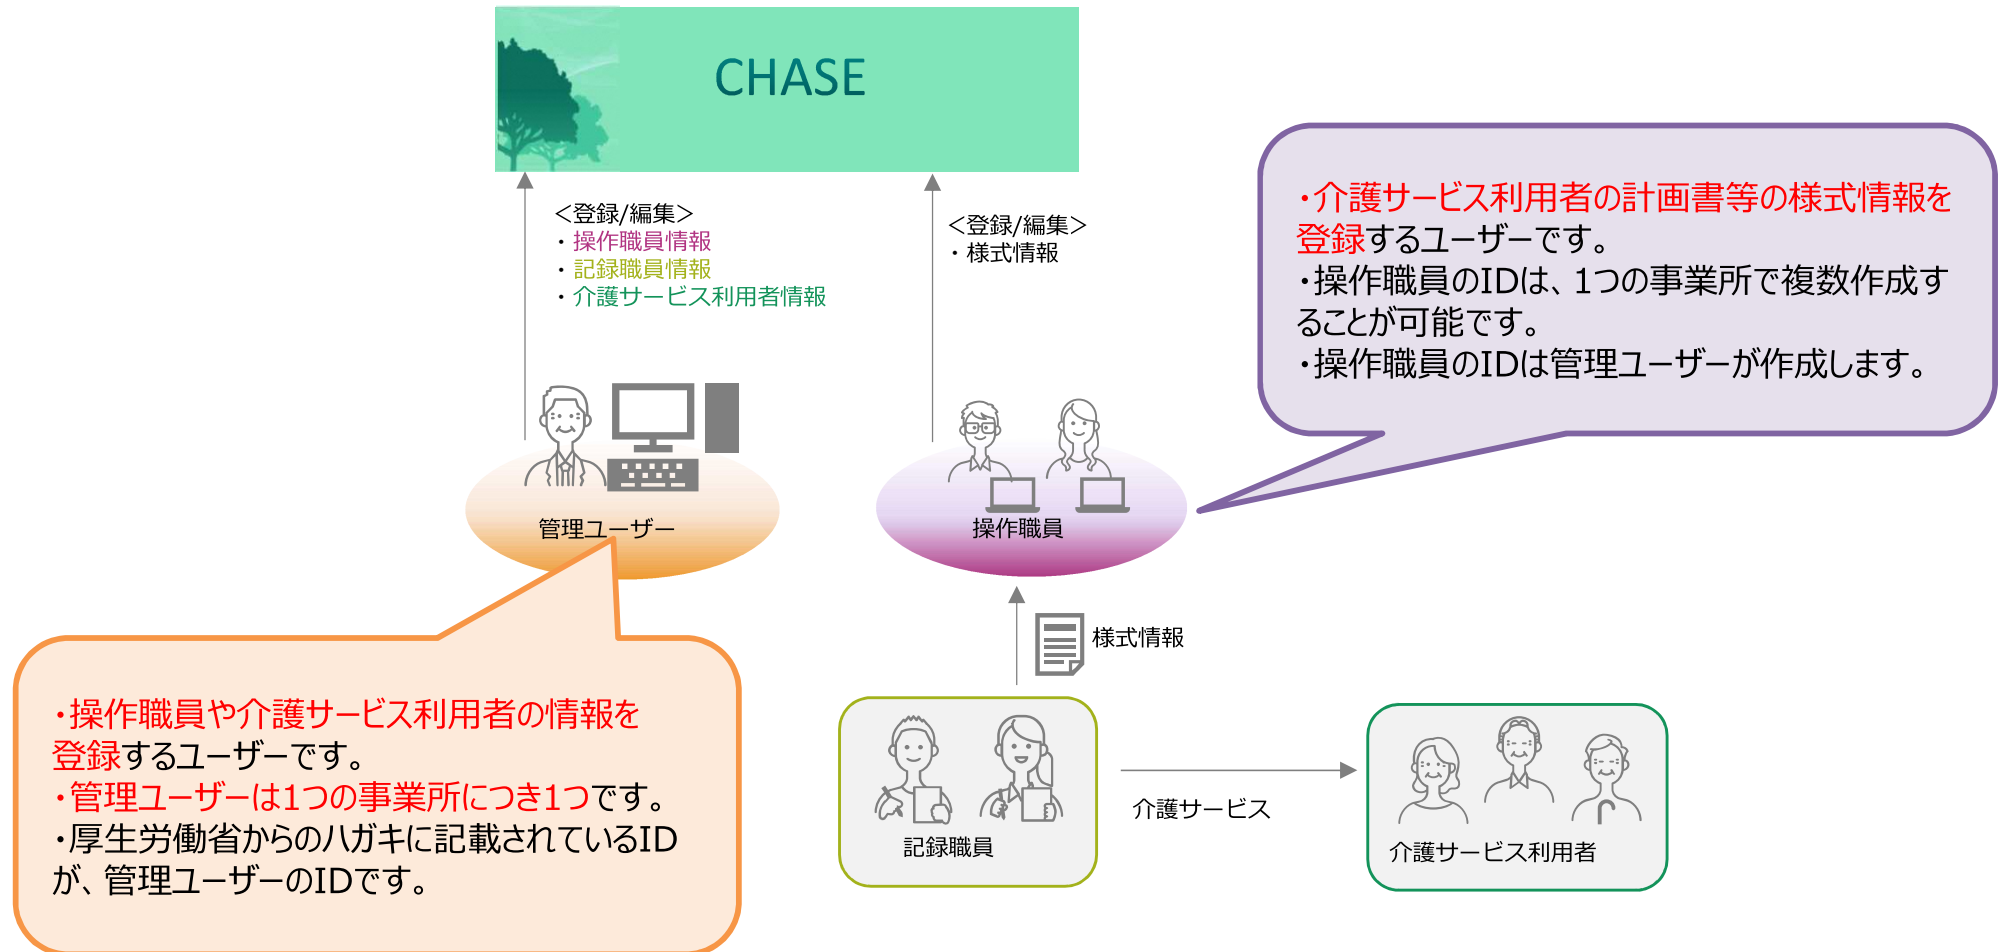 CHASE
＜登録/編集＞
・操作職員情報
・記録職員情報
・介護サービス利用者情報
＜登録/編集＞
・様式情報
・介護サービス利用者の計画書等の様式情報を
登録するユーザーです。
・操作職員のIDは、1つの事業所で複数作成す
ることが可能です。
・操作職員のIDは管理ユーザーが作成します。
管理ユーザー
操作職員
様式情報
・操作職員や介護サービス利用者の情報を
登録するユーザーです。
・管理ユーザーは1つの事業所につき1つです。
・厚生労働省からのハガキに記載されているID
が、管理ユーザーのIDです。
記録職員
介護サービス
介護サービス利用者